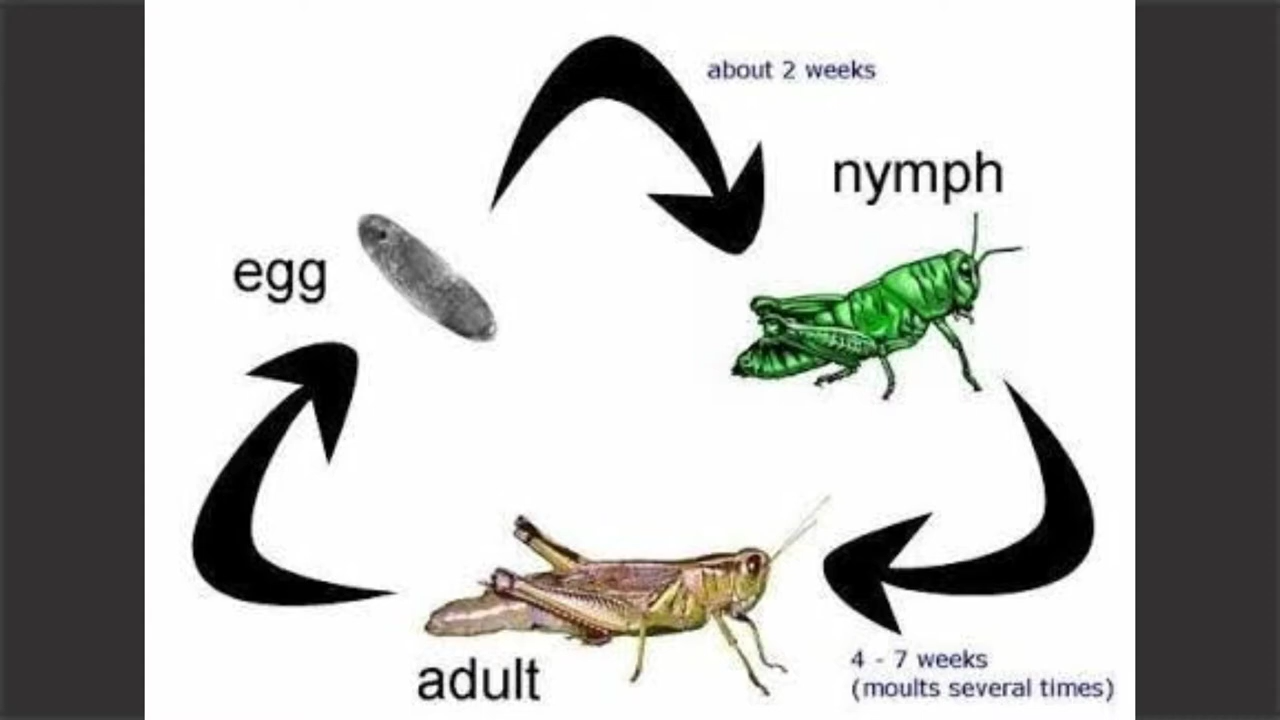 about 2 weeks
nymph
egg
adult
4 - 7 weeks
(moults several times)